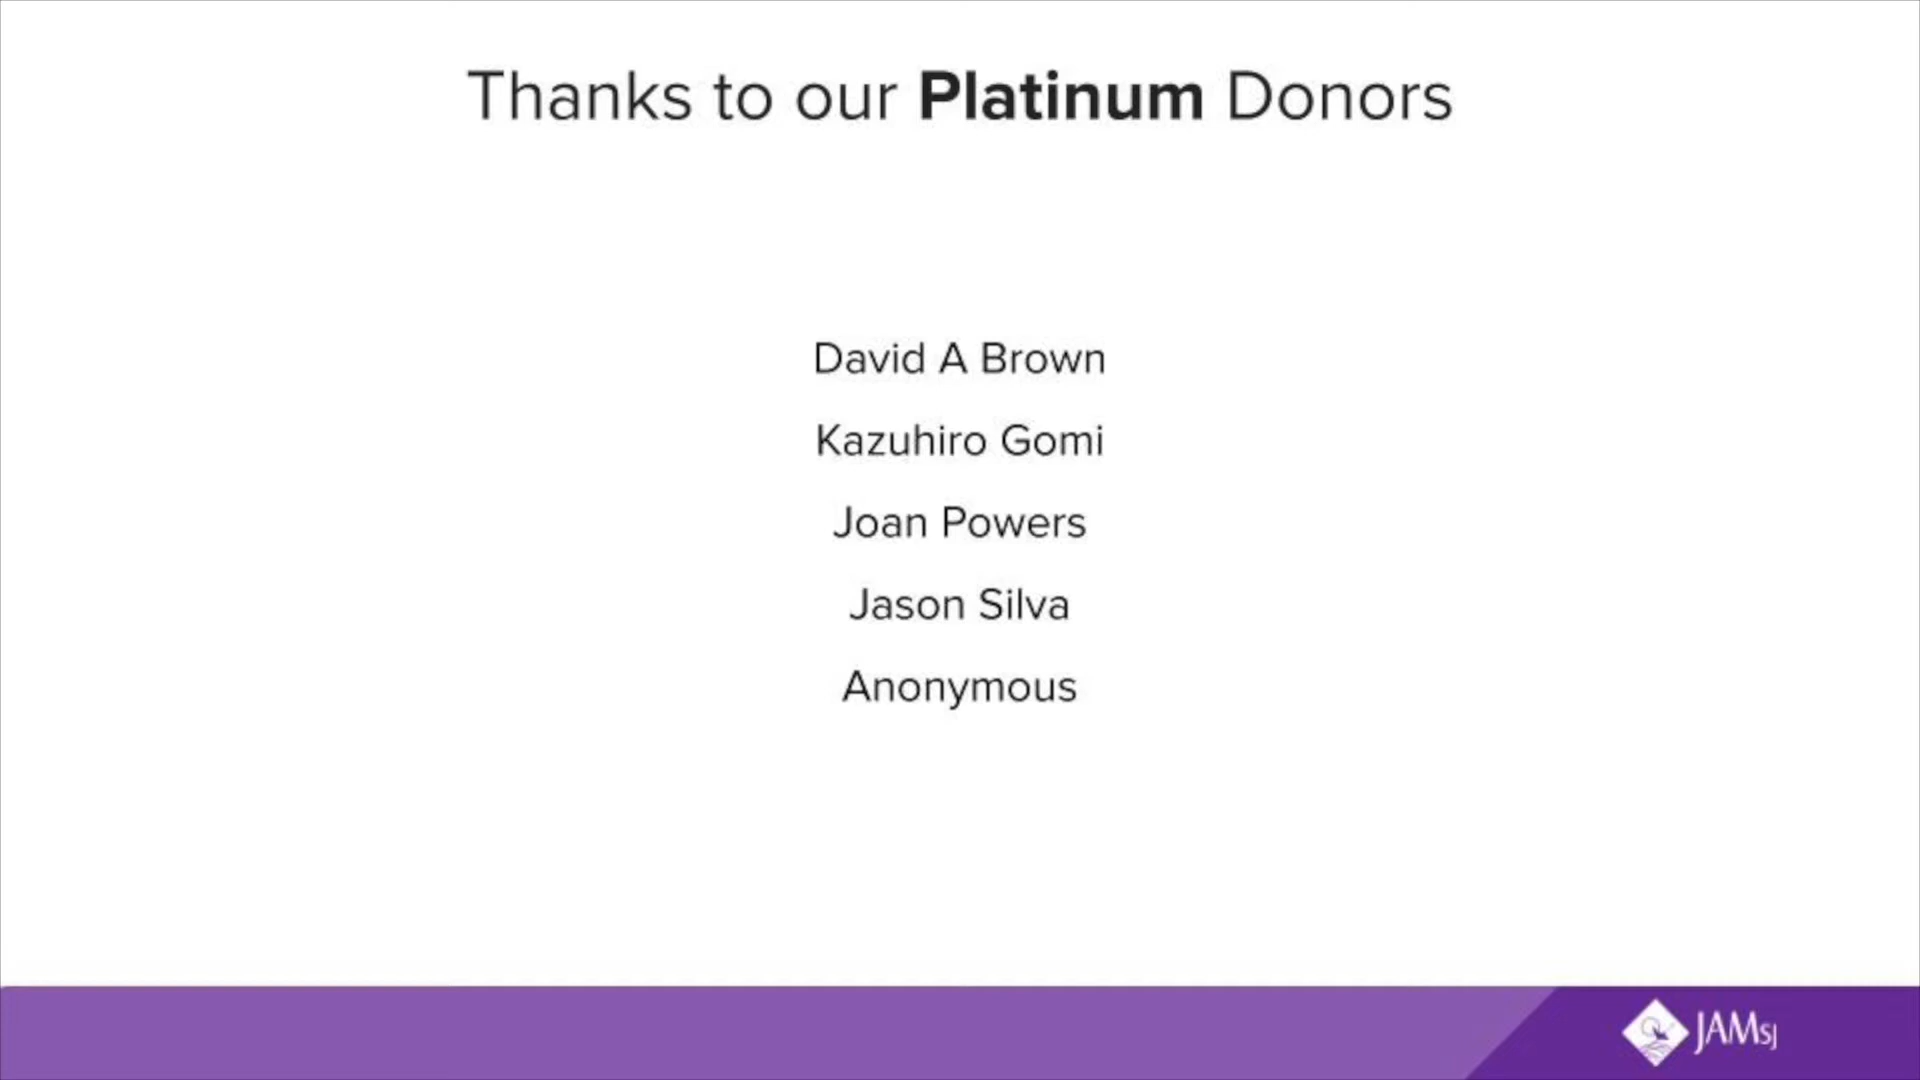 Thanks to our Platinum Donors
David A Brown
Kazuhiro Gomi
Joan Powers
Jason Silva
Anonymous
JAMsj